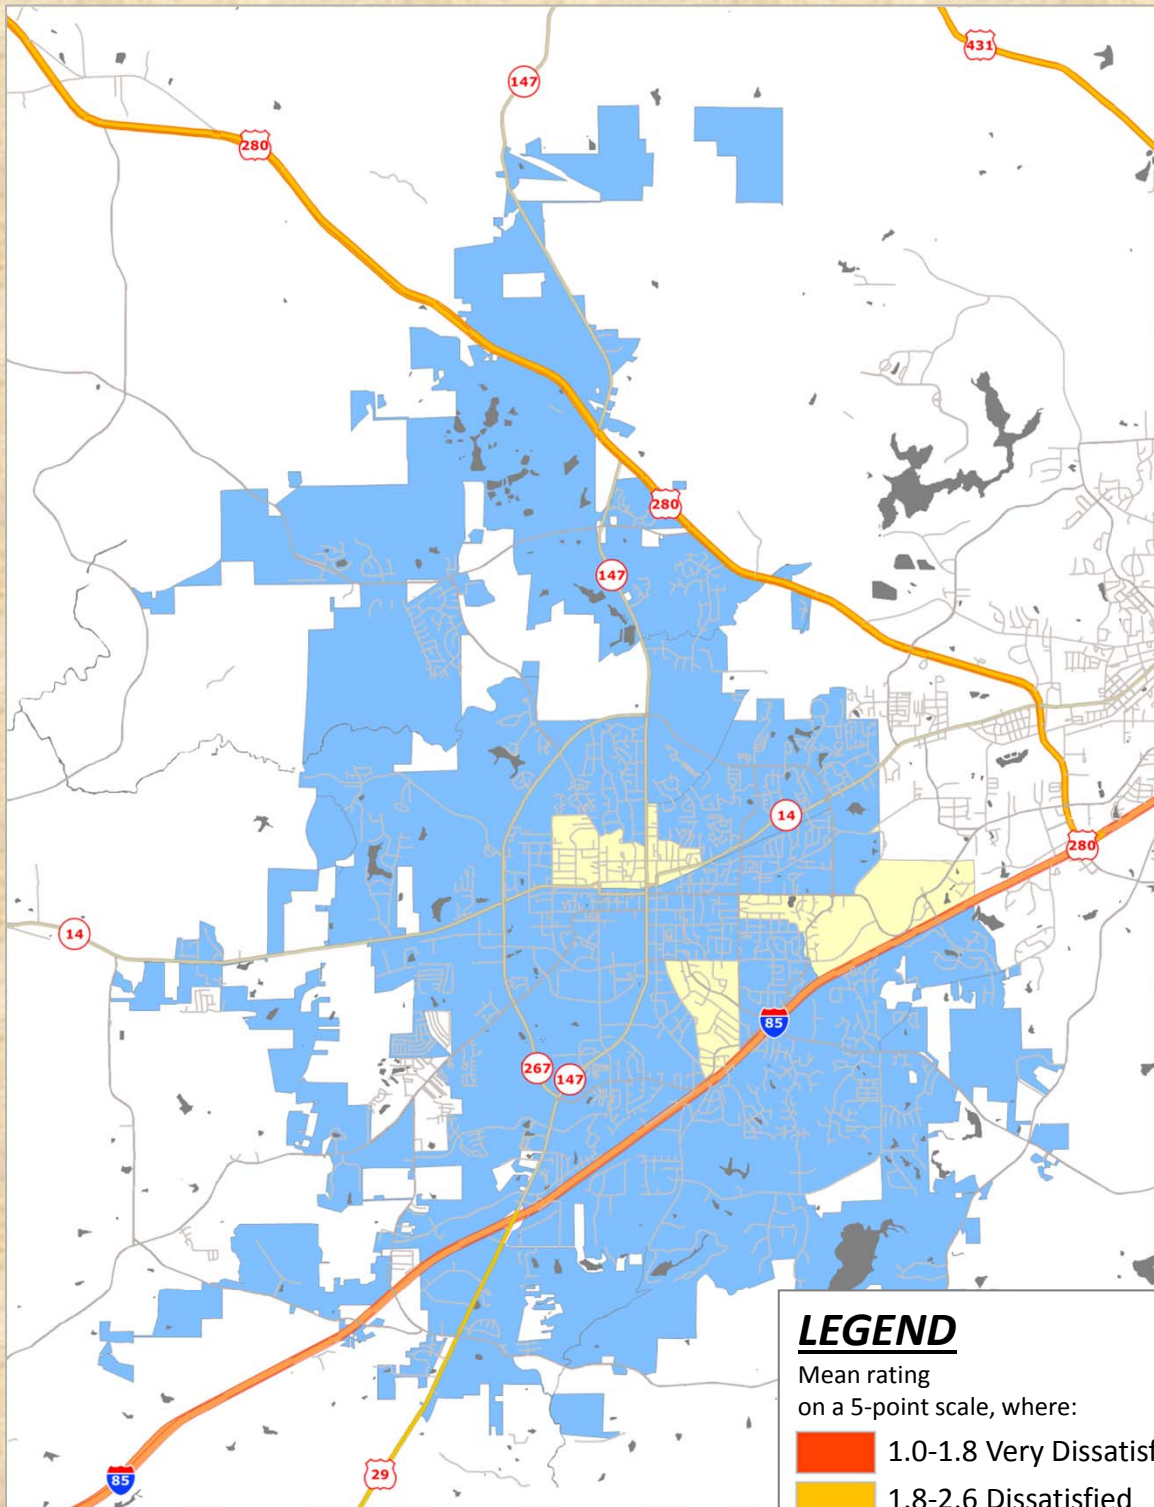 431
147
280
280
147
14
280
14
85
267
147
29
85
LEGEND
Mean rating
on a 5-point scale, where:
1.0-1.8 Very Dissatisf
1.8-2.6 Dissatisfied